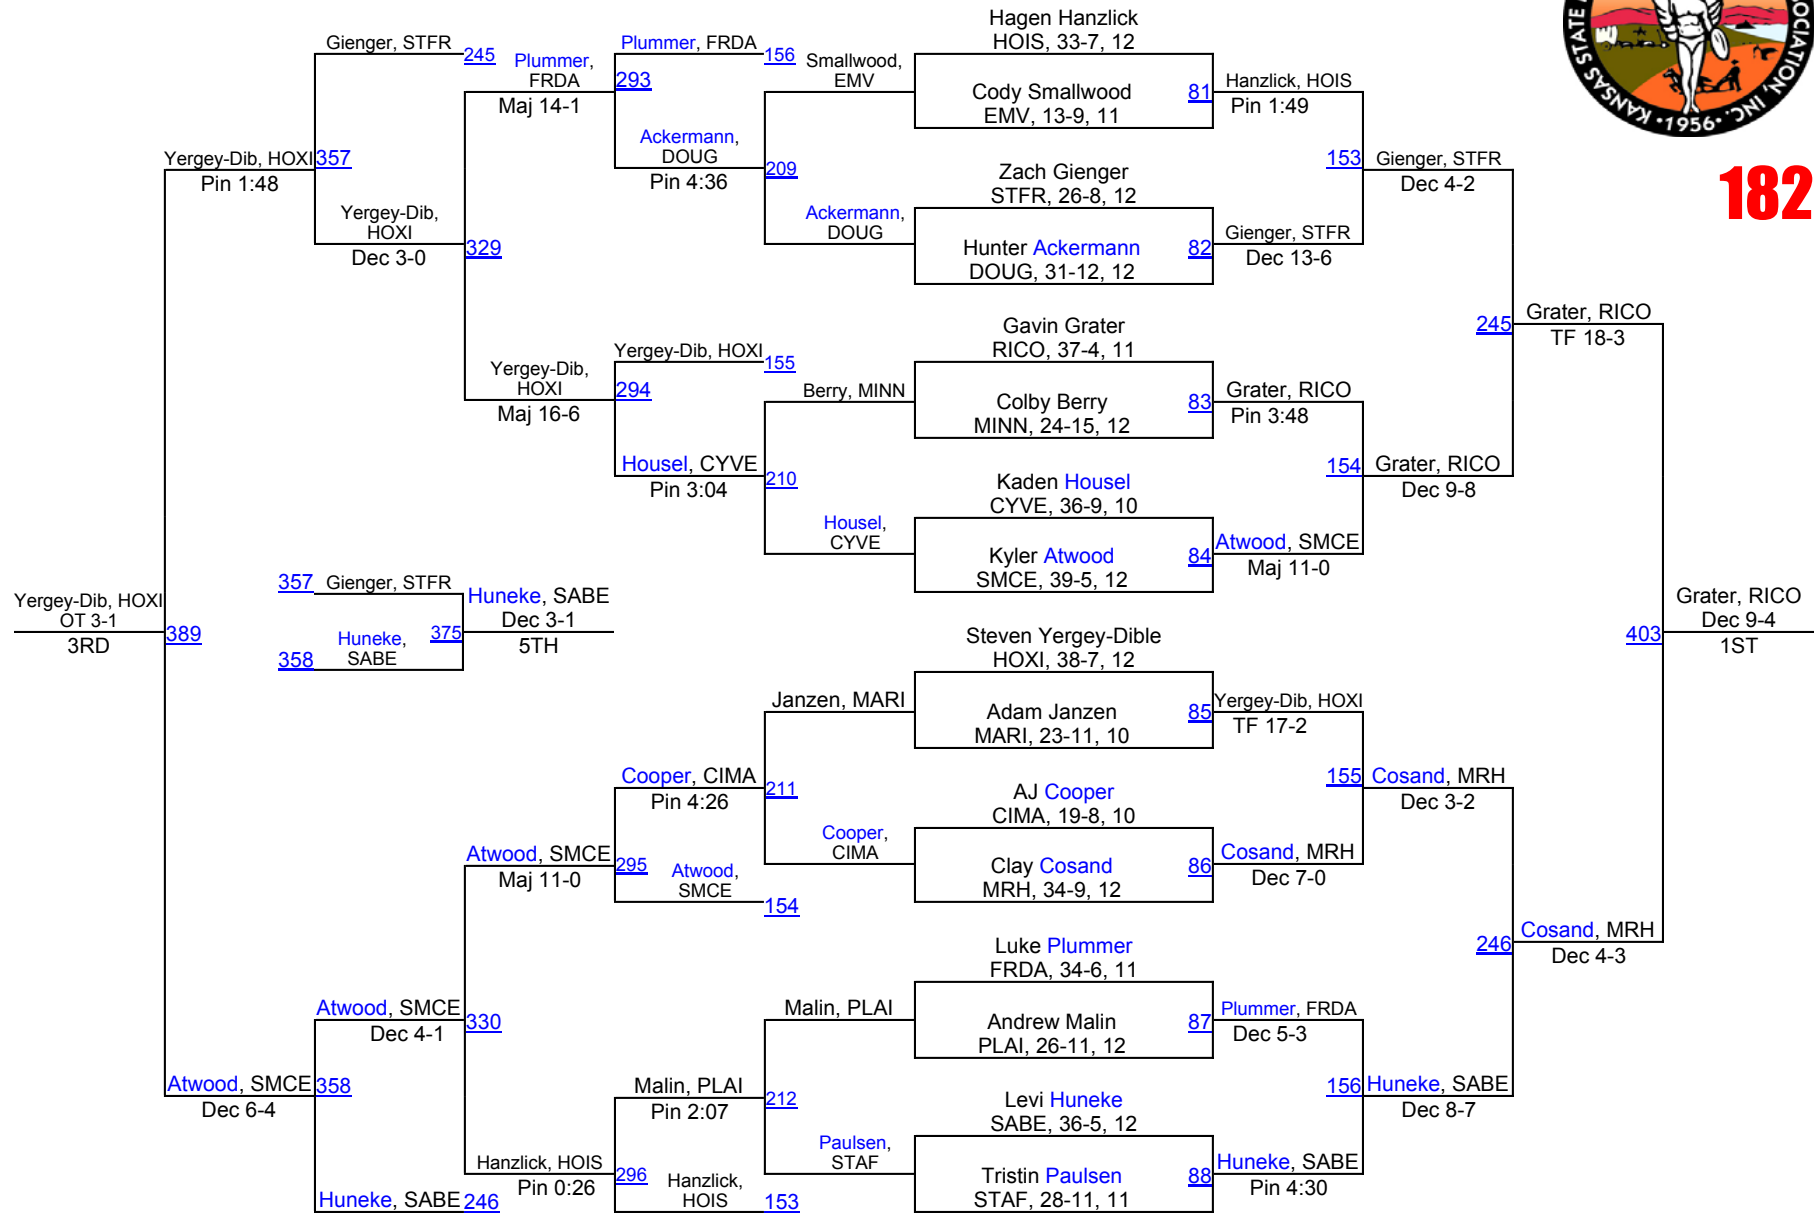 Gienger, STFR
245
Plummer,
FRDA
Maj 14-1
Plummer, FRDA
156
293
Smallwood,
EMV
Hagen Hanzlick
HOIS, 33-7, 12
Cody Smallwood
EMV, 13-9, 11
81
Hanzlick, HOIS
Pin 1:49
KANSAS STATE
OCIATION, INC.
•1956•
182
Ackermann,
DOUG
Pin 4:36
209
Yergey-Dib, HOXI
357
Pin 1:48
Zach Gienger
STFR, 26-8, 12
153
Gienger, STFR
Dec 4-2
Yergey-Dib,
HOXI
Dec 3-0
329
Ackermann,
DOUG
Hunter Ackermann
DOUG, 31-12, 12
82
Gienger, STFR
Dec 13-6
Gavin Grater
RICO, 37-4, 11
245
Grater, RICO
TF 18-3
Yergey-Dib,
HOXI
Maj 16-6
Yergey-Dib, HOXI
155
294
Berry, MINN
Colby Berry
MINN, 24-15, 12
83
Grater, RICO
Pin 3:48
Housel, CYVE
Pin 3:04
210
Kaden Housel
CYVE, 36-9, 10
154
Grater, RICO
Dec 9-8
Housel,
CYVE
Kyler Atwood
SMCE, 39-5, 12
84
Atwood, SMCE
Maj 11-0
Yergey-Dib, HOXI
OT 3-1
3RD
389
357
Gienger, STFR
Huneke,
SABE
358
375
Huneke, SABE
Dec 3-1
5TH
403
Grater, RICO
Dec 9-4
1ST
Steven Yergey-Dible
HOXI, 38-7, 12
Janzen, MARI
Adam Janzen
MARI, 23-11, 10
85
Yergey-Dib, HOXI
TF 17-2
Cooper, CIMA
Pin 4:26
211
AJ Cooper
CIMA, 19-8, 10
155
Cosand, MRH
Dec 3-2
Cooper,
CIMA
Clay Cosand
MRH, 34-9, 12
86
Cosand, MRH
Dec 7-0
Atwood, SMCE
Maj 11-0
295
Atwood,
SMCE
154
Luke Plummer
FRDA, 34-6, 11
246
Cosand, MRH
Dec 4-3
Atwood, SMCE
Dec 4-1
330
Malin, PLAI
Andrew Malin
PLAI, 26-11, 12
87
Plummer, FRDA
Dec 5-3
Atwood, SMCE
Dec 6-4
358
Malin, PLAI
Pin 2:07
212
Levi Huneke
SABE, 36-5, 12
156
Huneke, SABE
Dec 8-7
Paulsen,
STAF
Tristin Paulsen
STAF, 28-11, 11
88
Huneke, SABE
Pin 4:30
Hanzlick, HOIS
Pin 0:26
296
Hanzlick,
HOIS
153
Huneke, SABE
246